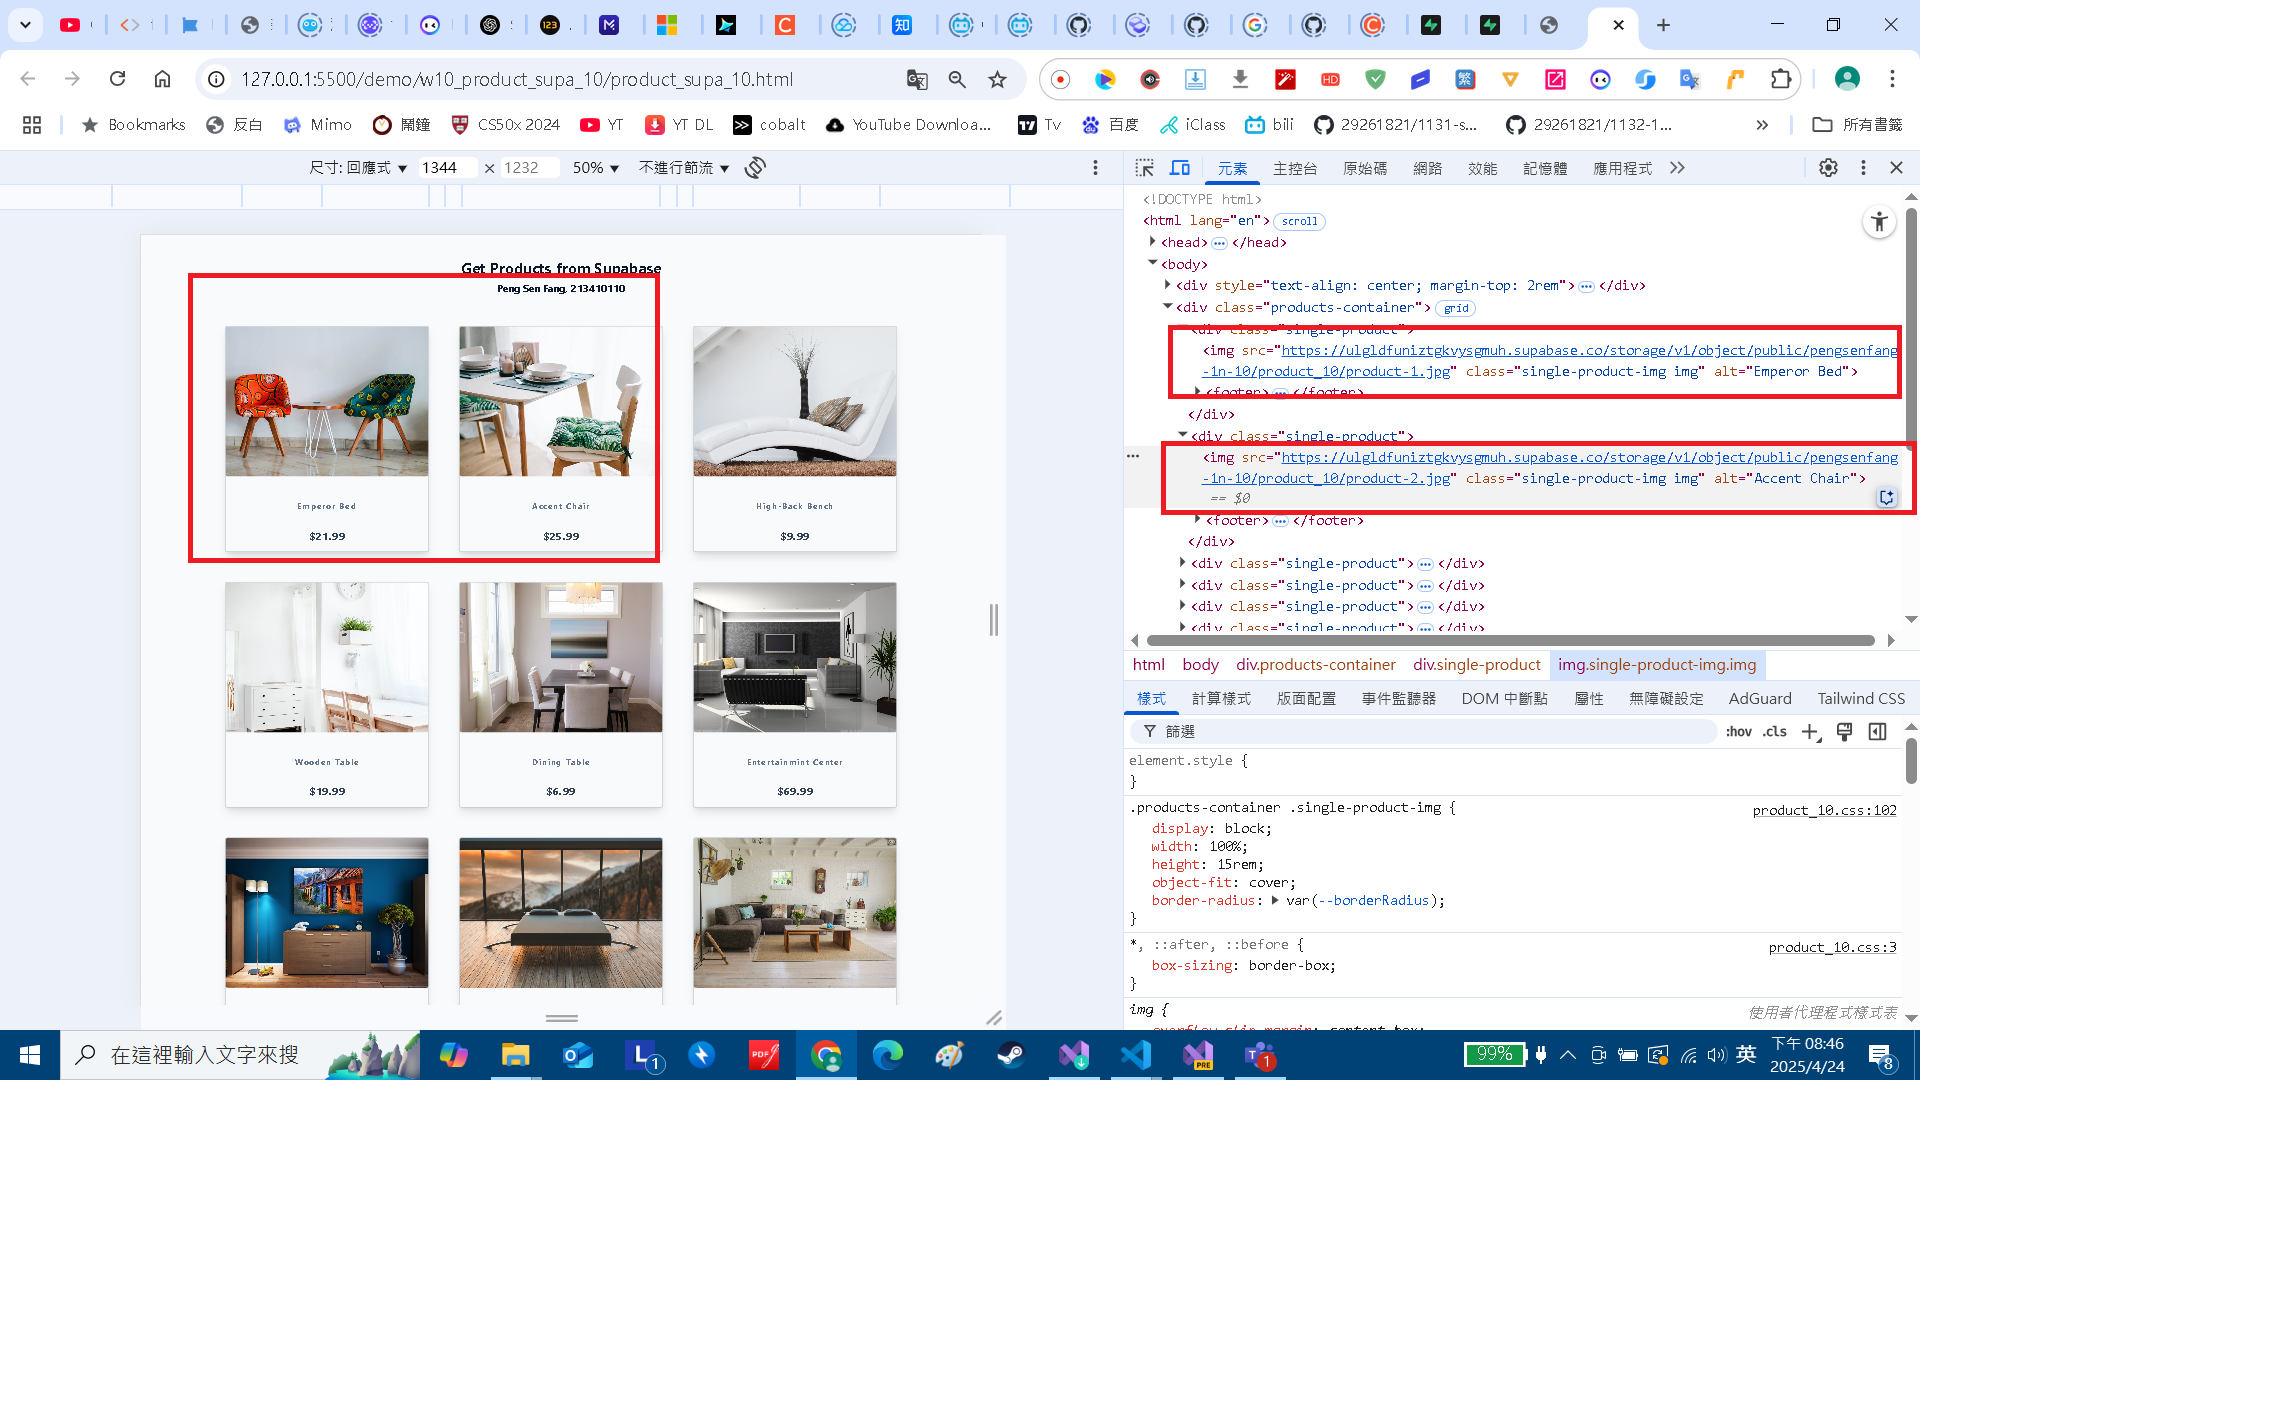 127.0.0.1:5500/demo/w10_product_supa_10/product_supa_10.html
Bookmarks
反白
Mimo
鬧鐘
CS50x 2024
YT
YT DL
cobalt
YouTube Downloa...
Tv
百度
iClass
bili
29261821/1131-s...
29261821/1132-1...
所有書籤
尺寸: 回應式 1344 × 1232 50% 不進行節流
元素 主控台 原始碼 網路 效能 記憶體 應用程式
Get Products from Supabase
Peng Sen Fang, 213410110
Emperor Bed
$21.99
Accent Chair
$25.99
High-Back Bench
$9.99
Wooden Table
$19.99
Dining Table
$6.99
Entertainmint Center
$69.99
<!DOCTYPE html>
<html lang="en"> scroll
<head> ••• </head>
<body>
<div style="text-align: center; margin-top: 2rem"> ••• </div>
<div class="products-container"> grid
<div class="single-product">
<img src="https://ulgldfuniztgkvysgmuh.supabase.co/storage/v1/object/public/pengsenfang
-1n-10/product_10/product-1.jpg" class="single-product-img img" alt="Emperor Bed">
<footer> ••• </footer>
</div>
<div class="single-product">
<img src="https://ulgldfuniztgkvysgmuh.supabase.co/storage/v1/object/public/pengsenfang
-1n-10/product_10/product-2.jpg" class="single-product-img img" alt="Accent Chair">
== $0
<footer> ••• </footer>
</div>
<div class="single-product"> ••• </div>
<div class="single-product"> ••• </div>
<div class="single-product"> ••• </div>
<div class="single-product"> ••• </div>
html body div.products-container div.single-product img.single-product-img.img
樣式 計算樣式 版面配置 事件監聽器 DOM 中斷點 屬性 無障礙設定 AdGuard Tailwind CSS
篩選 :hov .cls
element.style {
}
.products-container .single-product-img { product_10.css:102
display: block;
width: 100%;
height: 15rem;
object-fit: cover;
border-radius: var(--borderRadius);
}
*, ::after, ::before { product_10.css:3
box-sizing: border-box;
}
img { 使用者代理程式樣式表
overflow-clip-margin: content-box;
在這裡輸入文字來搜
99%
英
下午 08:46
2025/4/24
8